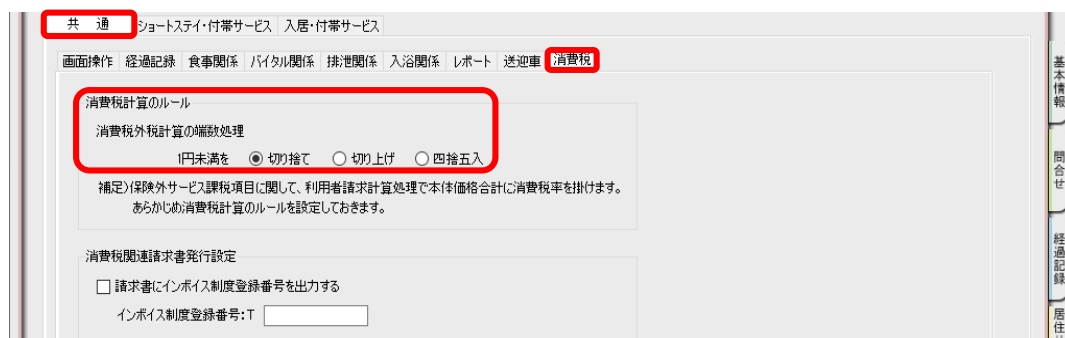 共　通 ショートステイ・付帯サービス 入居・付帯サービス
画面操作 経過記録 食事関係 バイタル関係 排泄関係 入浴関係 レポート 送迎車 消費税
消費税計算のルール
消費税外税計算の端数処理
1円未満を 切り捨て 切り上げ 四捨五入
補足)保険外サービス課税項目に関して、利用者請求計算処理で本体価格合計に消費税率を掛けます。
あらかじめ消費税計算のルールを設定しておきます。
消費税関連請求書発行設定
請求書にインボイス制度登録番号を出力する
インボイス制度登録番号:T
基本情報
問合せ
経過記録
居住